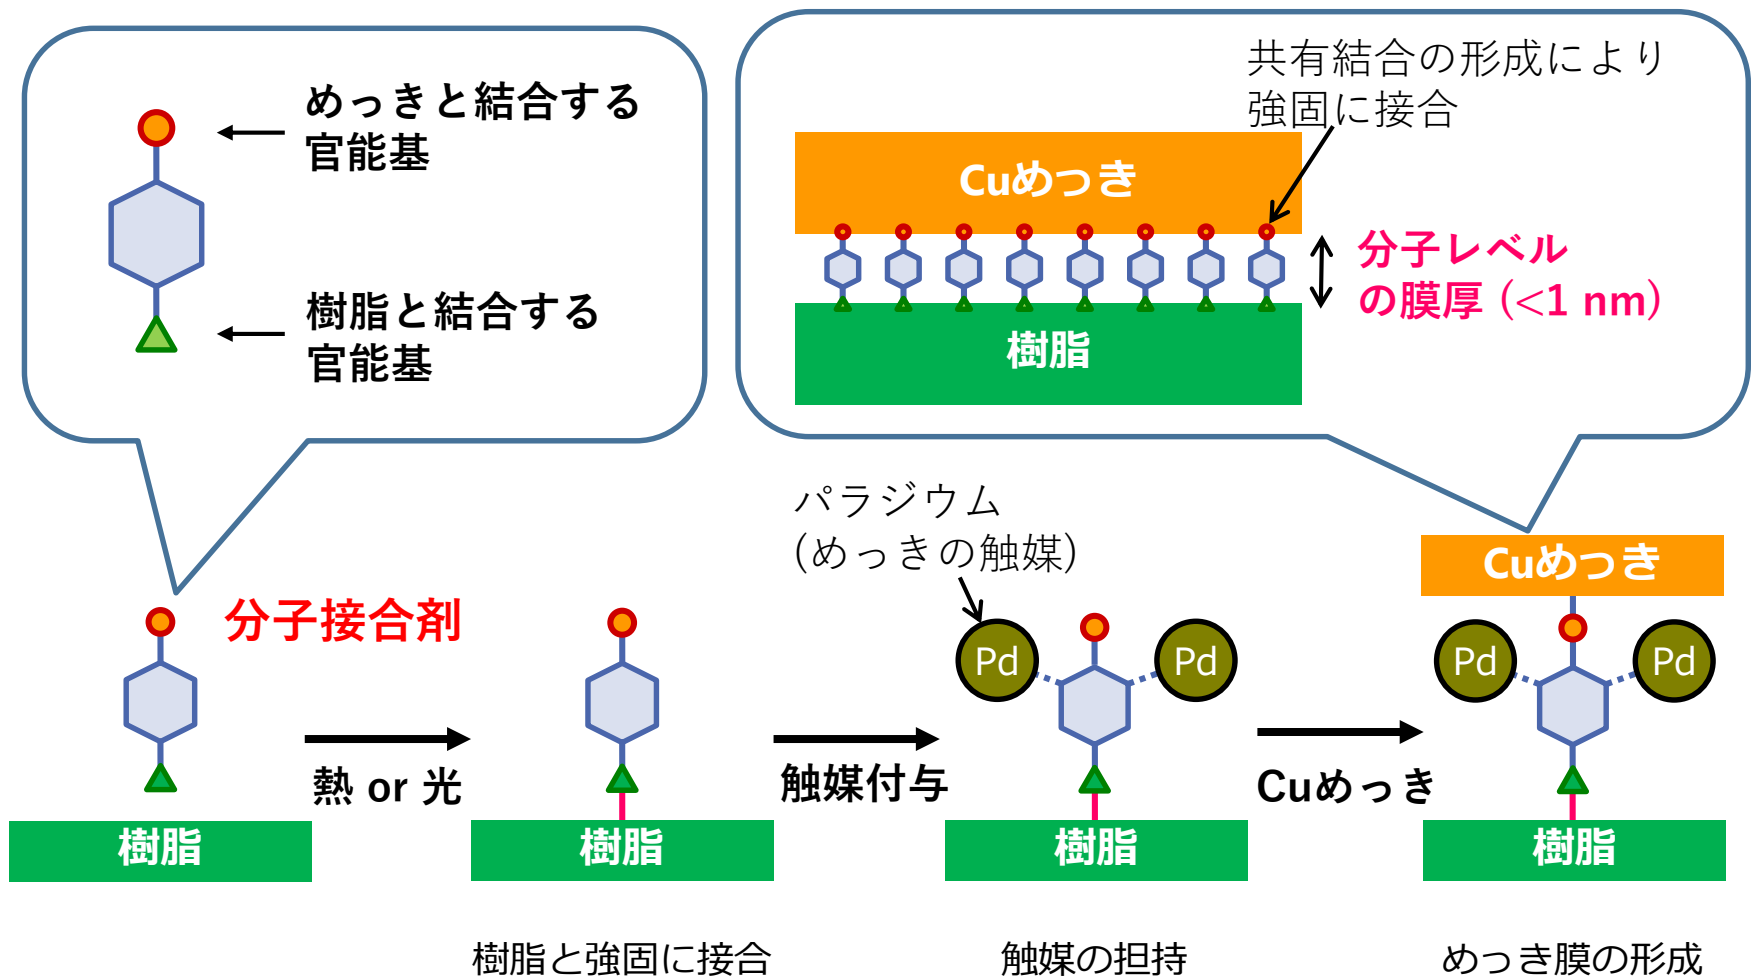 めっきと結合する
官能基
樹脂と結合する
官能基
共有結合の形成により
強固に接合
Cuめっき
分子レベル
の膜厚 (<1 nm)
樹脂
パラジウム
(めっきの触媒)
Cuめっき
分子接合剤
Pd
Pd
Pd
Pd
熱 or 光
触媒付与
Cuめっき
樹脂
樹脂
樹脂
樹脂
樹脂と強固に接合
触媒の担持
めっき膜の形成